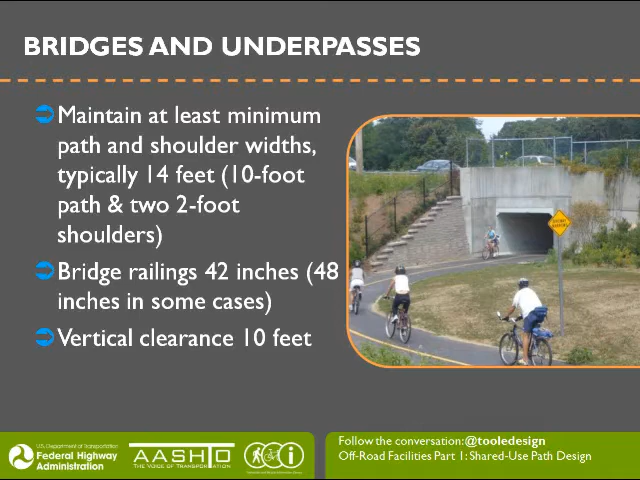 BRIDGES AND UNDERPASSES
Maintain at least minimum
path and shoulder widths,
typically 14 feet (10-foot
path & two 2-foot
shoulders)
Bridge railings 42 inches (48
inches in some cases)
Vertical clearance 10 feet
U.S. Department of Transportation
Federal Highway
Administration
AASHTO
THE VOICE OF TRANSPORTATION
Follow the conversation: @tooledesign
Off-Road Facilities Part 1: Shared-Use Path Design